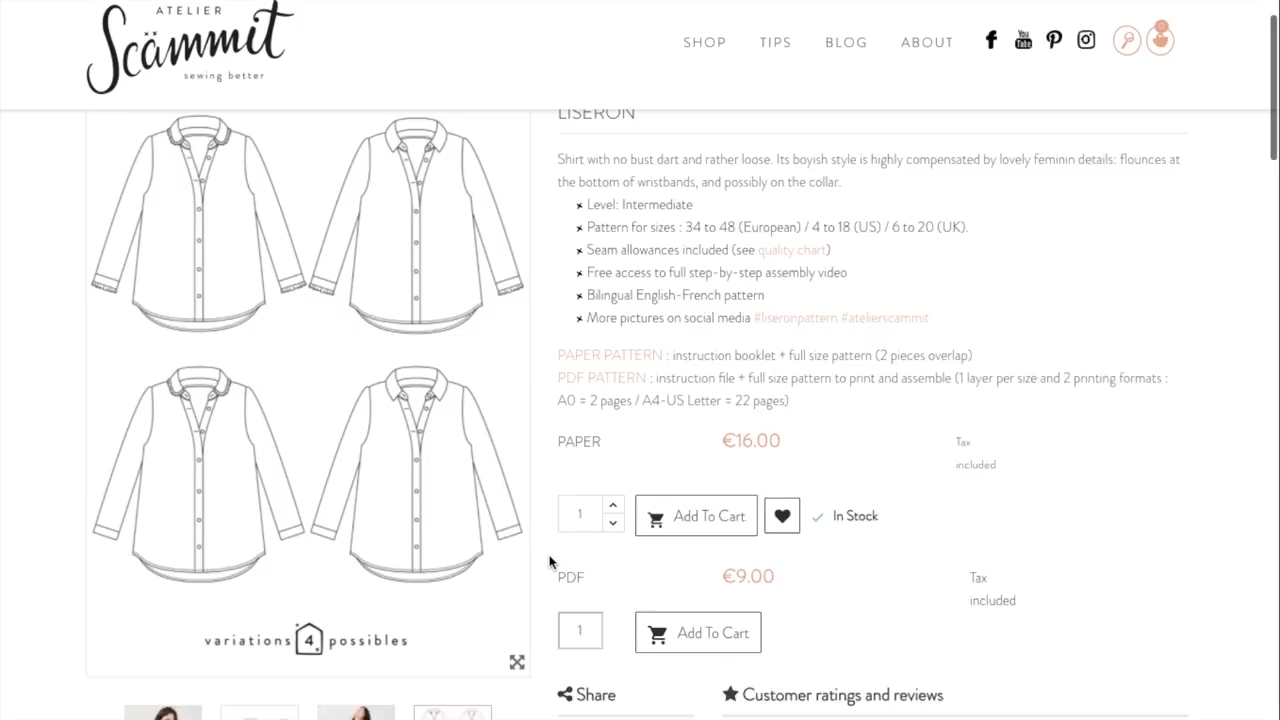 ATELIER
Scämmit
sewing better
SHOP TIPS BLOG ABOUT
You
Tube
0
LISERON
Shirt with no bust dart and rather loose. Its boyish style is highly compensated by lovely feminin details: flounces at
the bottom of wristbands, and possibly on the collar.
Level: Intermediate
Pattern for sizes : 34 to 48 (European) / 4 to 18 (US) / 6 to 20 (UK).
Seam allowances included (see quality chart)
Free access to full step-by-step assembly video
Bilingual English-French pattern
More pictures on social media #liseronpattern #atelierscammit
PAPER PATTERN : instruction booklet + full size pattern (2 pieces overlap)
PDF PATTERN : instruction file + full size pattern to print and assemble (1 layer per size and 2 printing formats :
A0 = 2 pages / A4-US Letter = 22 pages)
PAPER €16.00 Tax
included
1 Add To Cart In Stock
PDF €9.00 Tax
included
1 Add To Cart
variations 4 possibles
Share Customer ratings and reviews